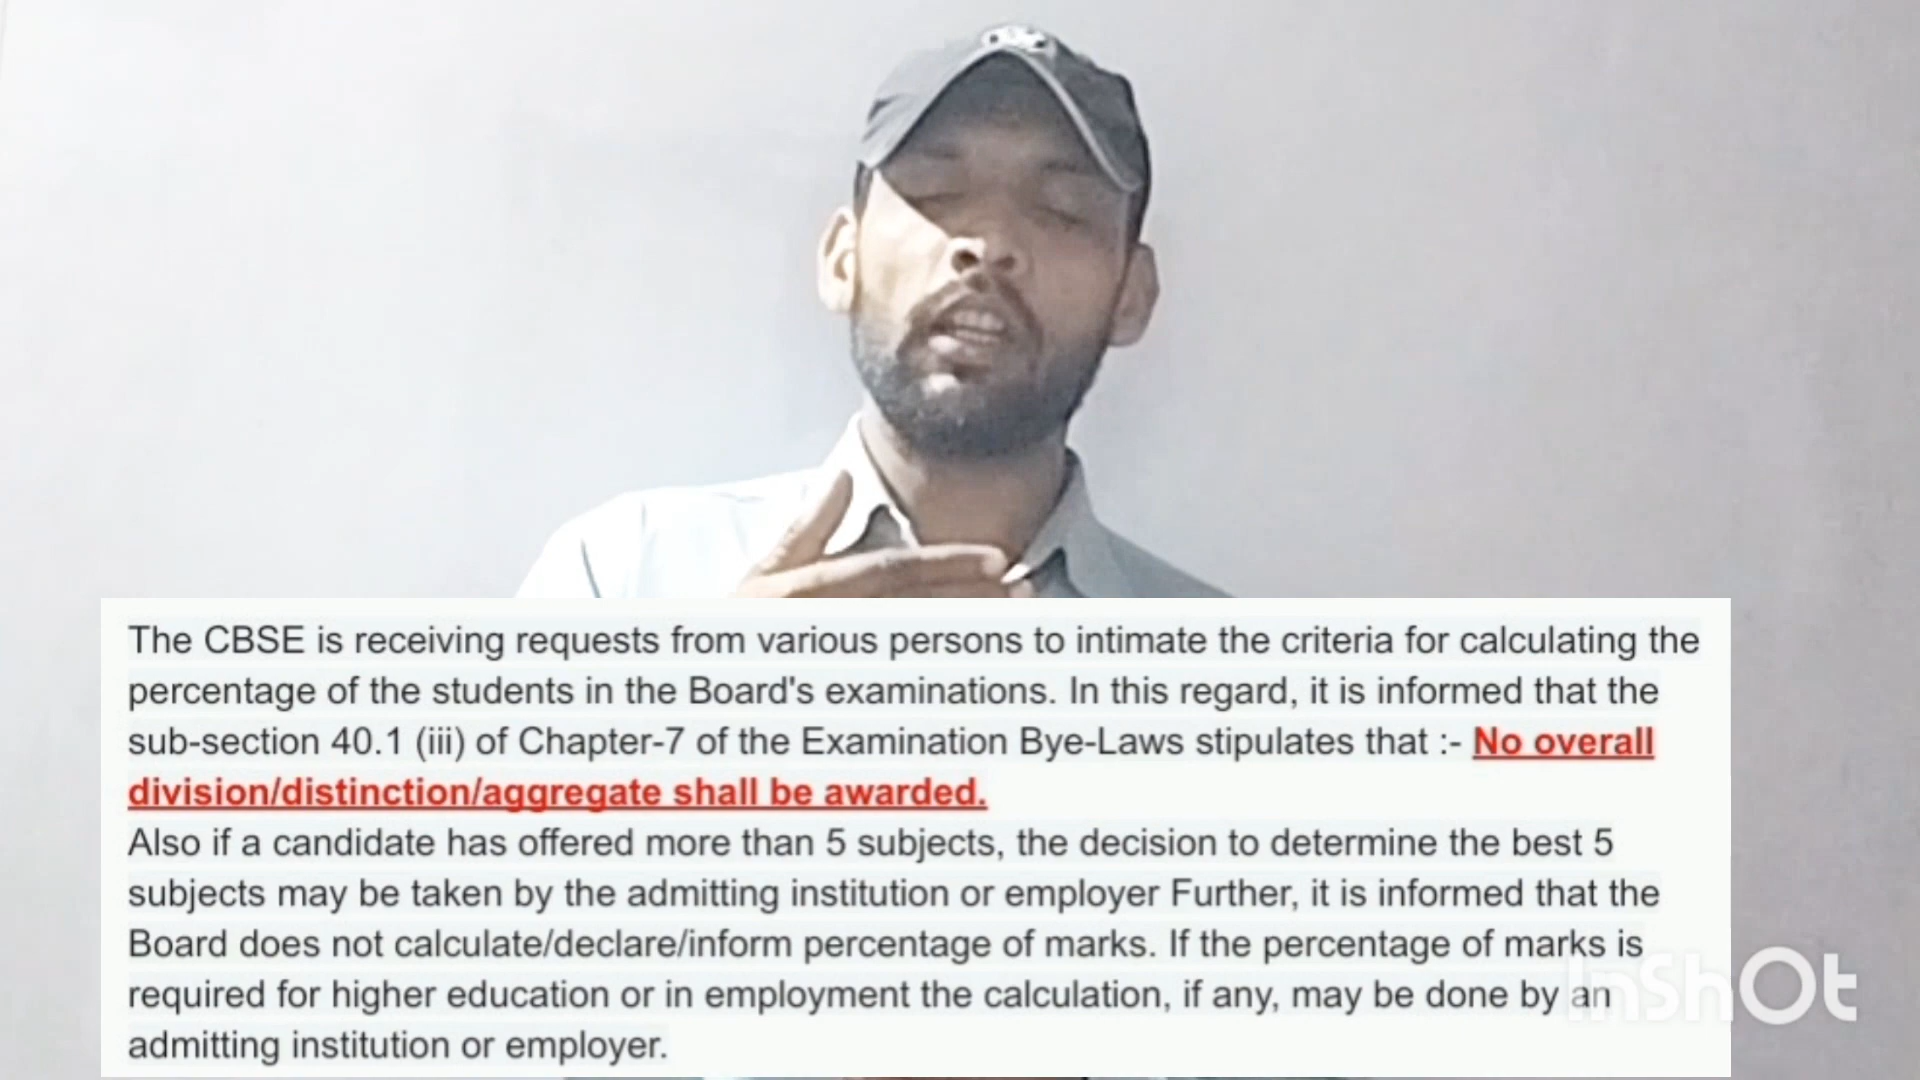 The CBSE is receiving requests from various persons to intimate the criteria for calculating the
percentage of the students in the Board's examinations. In this regard, it is informed that the
sub-section 40.1 (iii) of Chapter-7 of the Examination Bye-Laws stipulates that :- No overall
division/distinction/aggregate shall be awarded.
Also if a candidate has offered more than 5 subjects, the decision to determine the best 5
subjects may be taken by the admitting institution or employer Further, it is informed that the
Board does not calculate/declare/inform percentage of marks. If the percentage of marks is
required for higher education or in employment the calculation, if any, may be done by an
admitting institution or employer.
InShOt